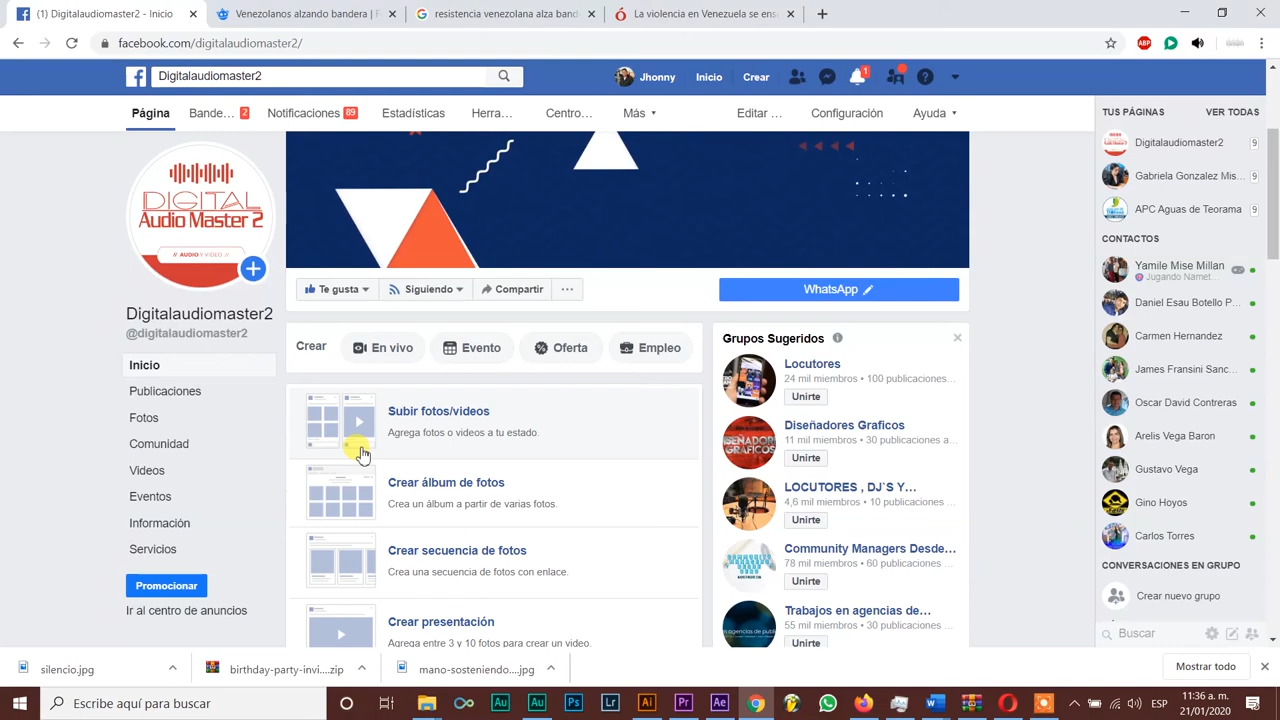 (1) Digitalaudiomaster2 - Inicio
Venezolanos alzando bandera | F
resistencia venezolana alza band
La violencia en Venezuela se ens
facebook.com/digitalaudiomaster2/
ABP
Digitalaudiomaster2
Jhonny
Inicio
Crear
1
Página
Bande... 2
Notificaciones 89
Estadísticas
Herra...
Centro...
Más
Editar ...
Configuración
Ayuda
DIGITAL
Audio Master 2
// AUDIO Y VIDEO //
Digitalaudiomaster2
@digitalaudiomaster2
Inicio
Publicaciones
Fotos
Comunidad
Videos
Eventos
Información
Servicios
Promocionar
Ir al centro de anuncios
Te gusta
Siguiendo
Compartir
...
WhatsApp
Crear
En vivo
Evento
Oferta
Empleo
Subir fotos/videos
Agrega fotos o videos a tu estado.
Crear álbum de fotos
Crea un álbum a partir de varias fotos.
Crear secuencia de fotos
Crea una secuencia de fotos con enlace.
Crear presentación
Agrega entre 3 y 10 fotos para crear un video.
Grupos Sugeridos
Locutores
24 mil miembros • 100 publicaciones...
Unirte
Diseñadores Graficos
11 mil miembros • 30 publicaciones a...
Unirte
LOCUTORES , DJ`S Y...
4,6 mil miembros • 10 publicaciones...
Unirte
Community Managers Desde...
78 mil miembros • 60 publicaciones...
Unirte
Trabajos en agencias de...
55 mil miembros • 30 publicaciones...
Unirte
TUS PÁGINAS
VER TODAS
Digitalaudiomaster2 9
Gabriela Gonzalez Mis... 9
APC Aguas de Teorama 9
CONTACTOS
Yamile Mise Millan
Jugando Namet...
Daniel Esau Botello P...
Carmen Hernandez
James Fransini Sanc...
Oscar David Contreras
Arelis Vega Baron
Gustavo Vega
Gino Hoyos
Carlos Torres
CONVERSACIONES EN GRUPO
Crear nuevo grupo
Buscar
silencio.jpg
birthday-party-invi....zip
mano-sosteniendo....jpg
Mostrar todo
Escribe aquí para buscar
Au
Au
Ps
Lr
Ai
Pr
Ae
ESP
11:36 a. m.
21/01/2020